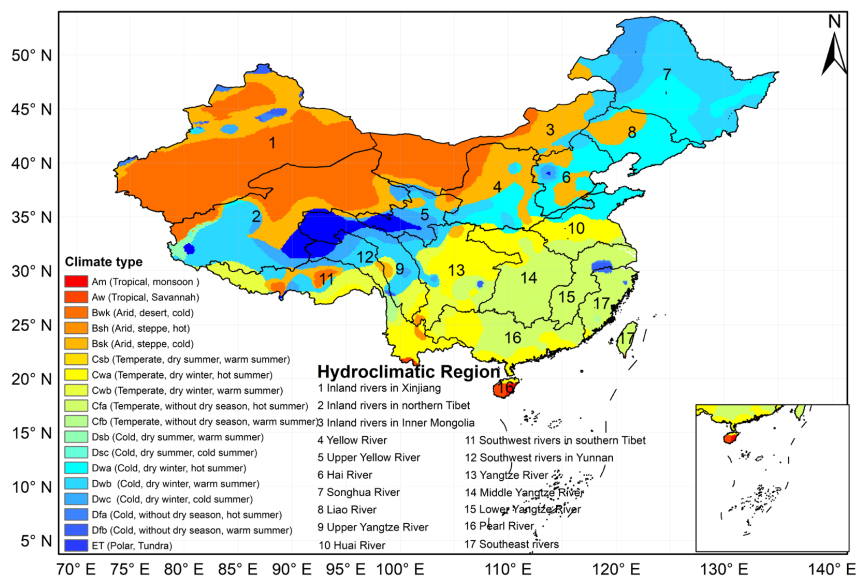 N
50° N
45° N
40° N
35° N
30° N
25° N
20° N
15° N
10° N
5° N
70° E
80° E
85° E
90° E
95° E
100° E
110° E
120° E
130° E
140° E
1
2
3
4
5
6
7
8
9
10
11
12
13
14
15
16
17
17
16
Climate type
Am (Tropical, monsoon )
Aw (Tropical, Savannah)
Bwk (Arid, desert, cold)
Bsh (Arid, steppe, hot)
Bsk (Arid, steppe, cold)
Csb (Temperate, dry summer, warm summer)
Cwa (Temperate, dry winter, hot summer)
Cwb (Temperate, dry winter, warm summer)
Cfa (Temperate, without dry season, hot summer)
Cfb (Temperate, without dry season, warm summer)
Dsb (Cold, dry summer, warm summer)
Dsc (Cold, dry summer, cold summer)
Dwa (Cold, dry winter, hot summer)
Dwb (Cold, dry winter, warm summer)
Dwc (Cold, dry winter, cold summer)
Dfa (Cold, without dry season, hot summer)
Dfb (Cold, without dry season, warm summer)
ET (Polar, Tundra)
Hydroclimatic Region
1 Inland rivers in Xinjiang
2 Inland rivers in northern Tibet
3 Inland rivers in Inner Mongolia
4 Yellow River
5 Upper Yellow River
6 Hai River
7 Songhua River
8 Liao River
9 Upper Yangtze River
10 Huai River
11 Southwest rivers in southern Tibet
12 Southwest rivers in Yunnan
13 Yangtze River
14 Middle Yangtze River
15 Lower Yangtze River
16 Pearl River
17 Southeast rivers